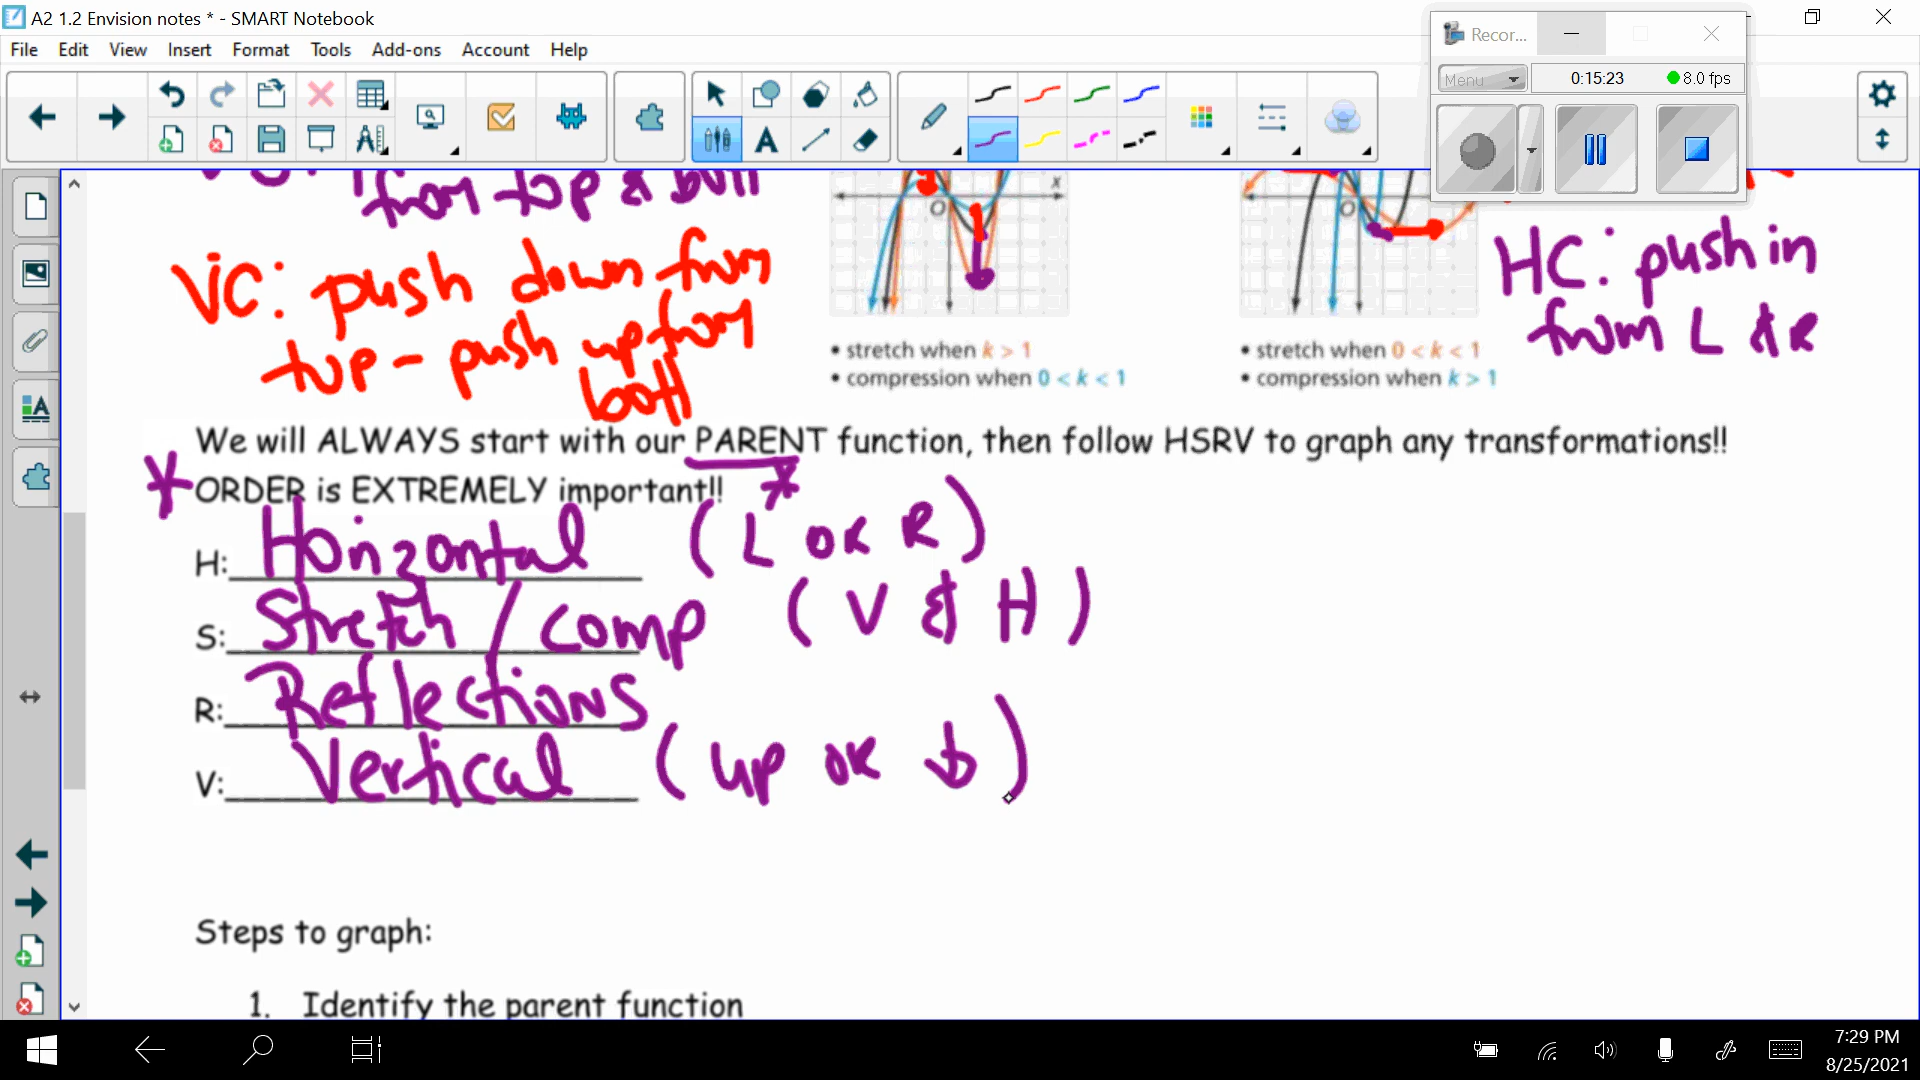 A2 1.2 Envision notes * - SMART Notebook
File Edit View Insert Format Tools Add-ons Account Help
Recor...
Menu
0:15:23
8.0 fps
from top & bott
VC: push down from
top - push up from
bott
x
O
O
• stretch when k > 1
• compression when 0 < k < 1
• stretch when 0 < k < 1
• compression when k > 1
HC: push in
from L & R
We will ALWAYS start with our PARENT function, then follow HSRV to graph any transformations!!
* ORDER is EXTREMELY important!! *
H: Horizontal (L OR R)
S: Stretch / Comp (V & H)
R: Reflections
V: Vertical (up OR ↓)
Steps to graph:
1. Identify the parent function
7:29 PM
8/25/2021